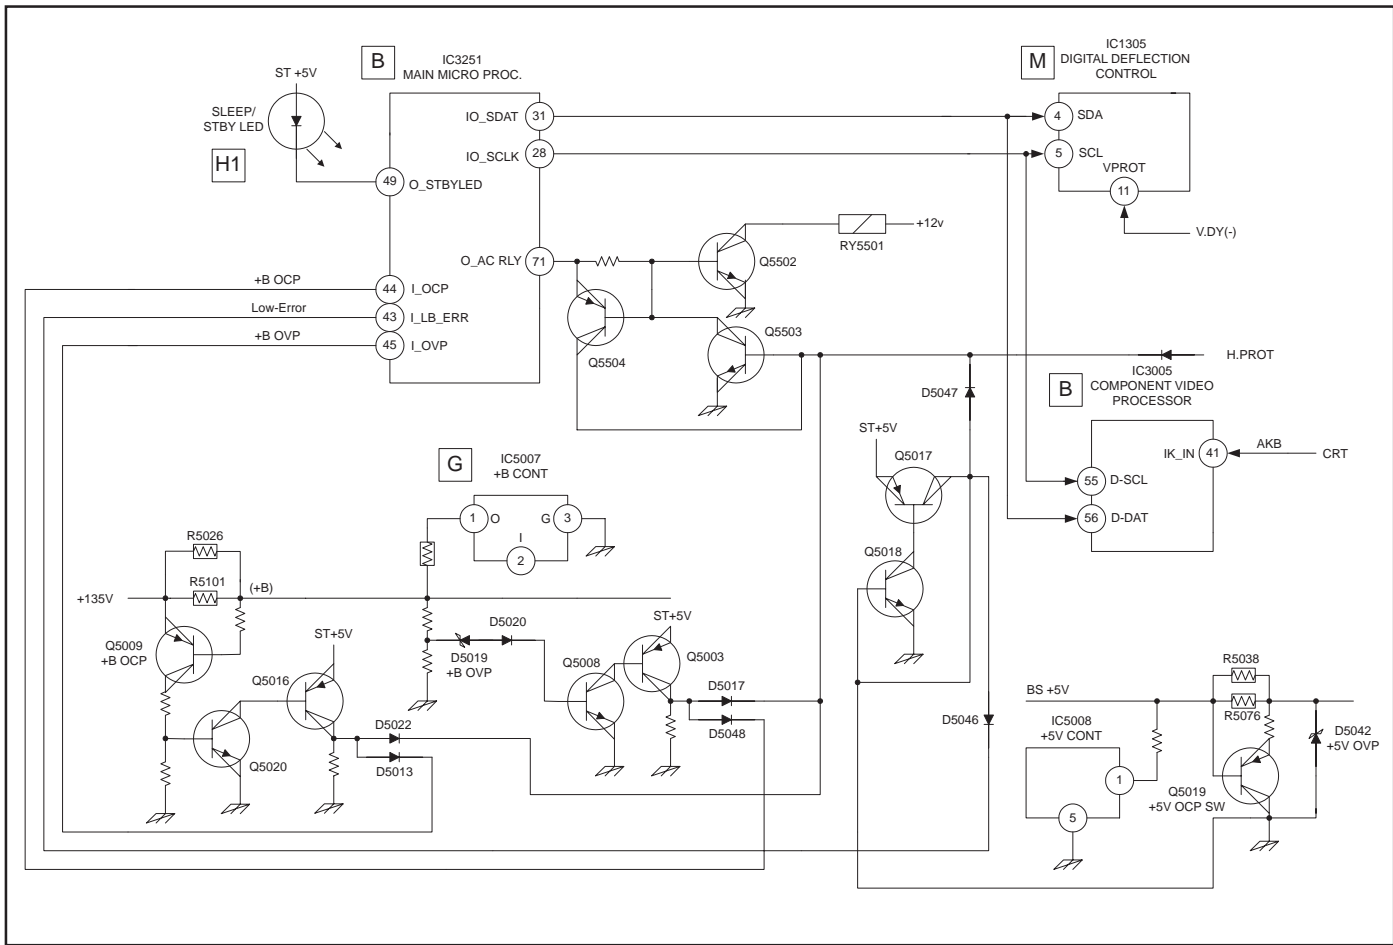 B
IC3251
MAIN MICRO PROC.
M
IC1305
DIGITAL DEFLECTION
CONTROL
ST +5V
SLEEP/
STBY LED
H1
IO_SDAT
31
IO_SCLK
28
49
O_STBYLED
4
SDA
5
SCL
VPROT
11
V.DY(-)
+12v
RY5501
Q5502
O_AC RLY
71
+B OCP
44
I_OCP
Low-Error
43
I_LB_ERR
+B OVP
45
I_OVP
Q5504
Q5503
H.PROT
D5047
B
IC3005
COMPONENT VIDEO
PROCESSOR
ST+5V
Q5017
IK_IN
41
AKB
CRT
55
D-SCL
56
D-DAT
G
IC5007
+B CONT
1
O
G
3
I
2
Q5018
R5026
R5101
(+B)
+135V
Q5009
+B OCP
ST+5V
Q5016
D5020
D5019
+B OVP
Q5008
ST+5V
Q5003
D5017
D5048
D5022
D5013
Q5020
D5046
R5038
BS +5V
R5076
IC5008
+5V CONT
1
5
Q5019
+5V OCP SW
D5042
+5V OVP